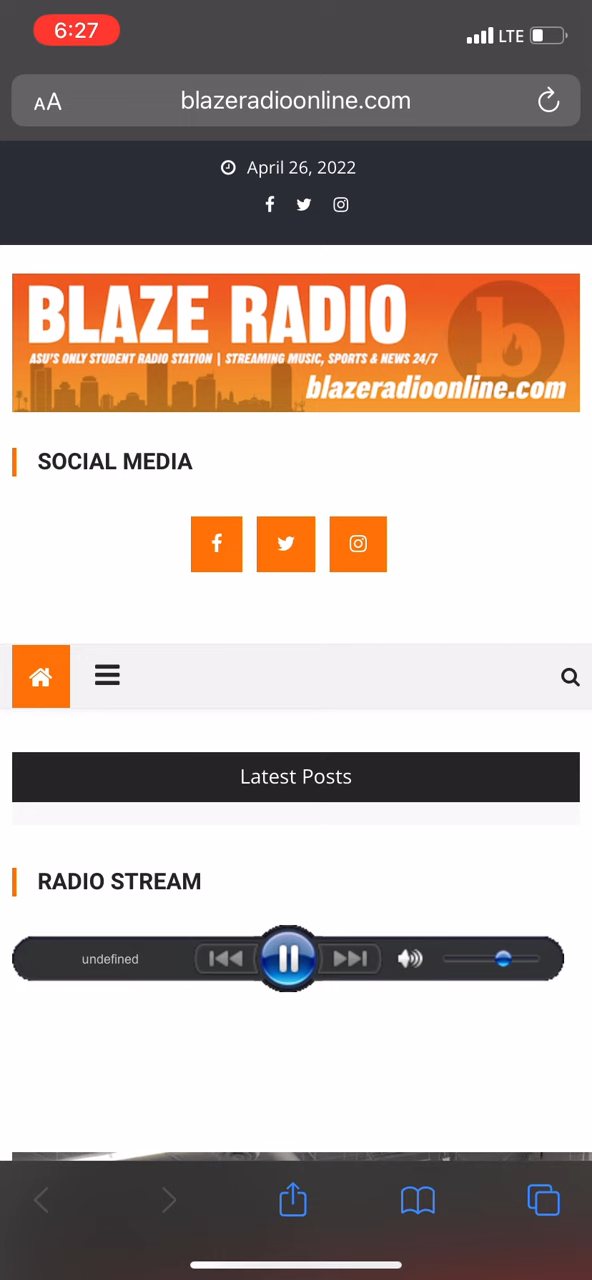 6:27
LTE
AA
blazeradioonline.com
April 26, 2022
BLAZE RADIO
ASU'S ONLY STUDENT RADIO STATION | STREAMING MUSIC, SPORTS & NEWS 24/7
b
blazeradioonline.com
SOCIAL MEDIA
Latest Posts
RADIO STREAM
undefined